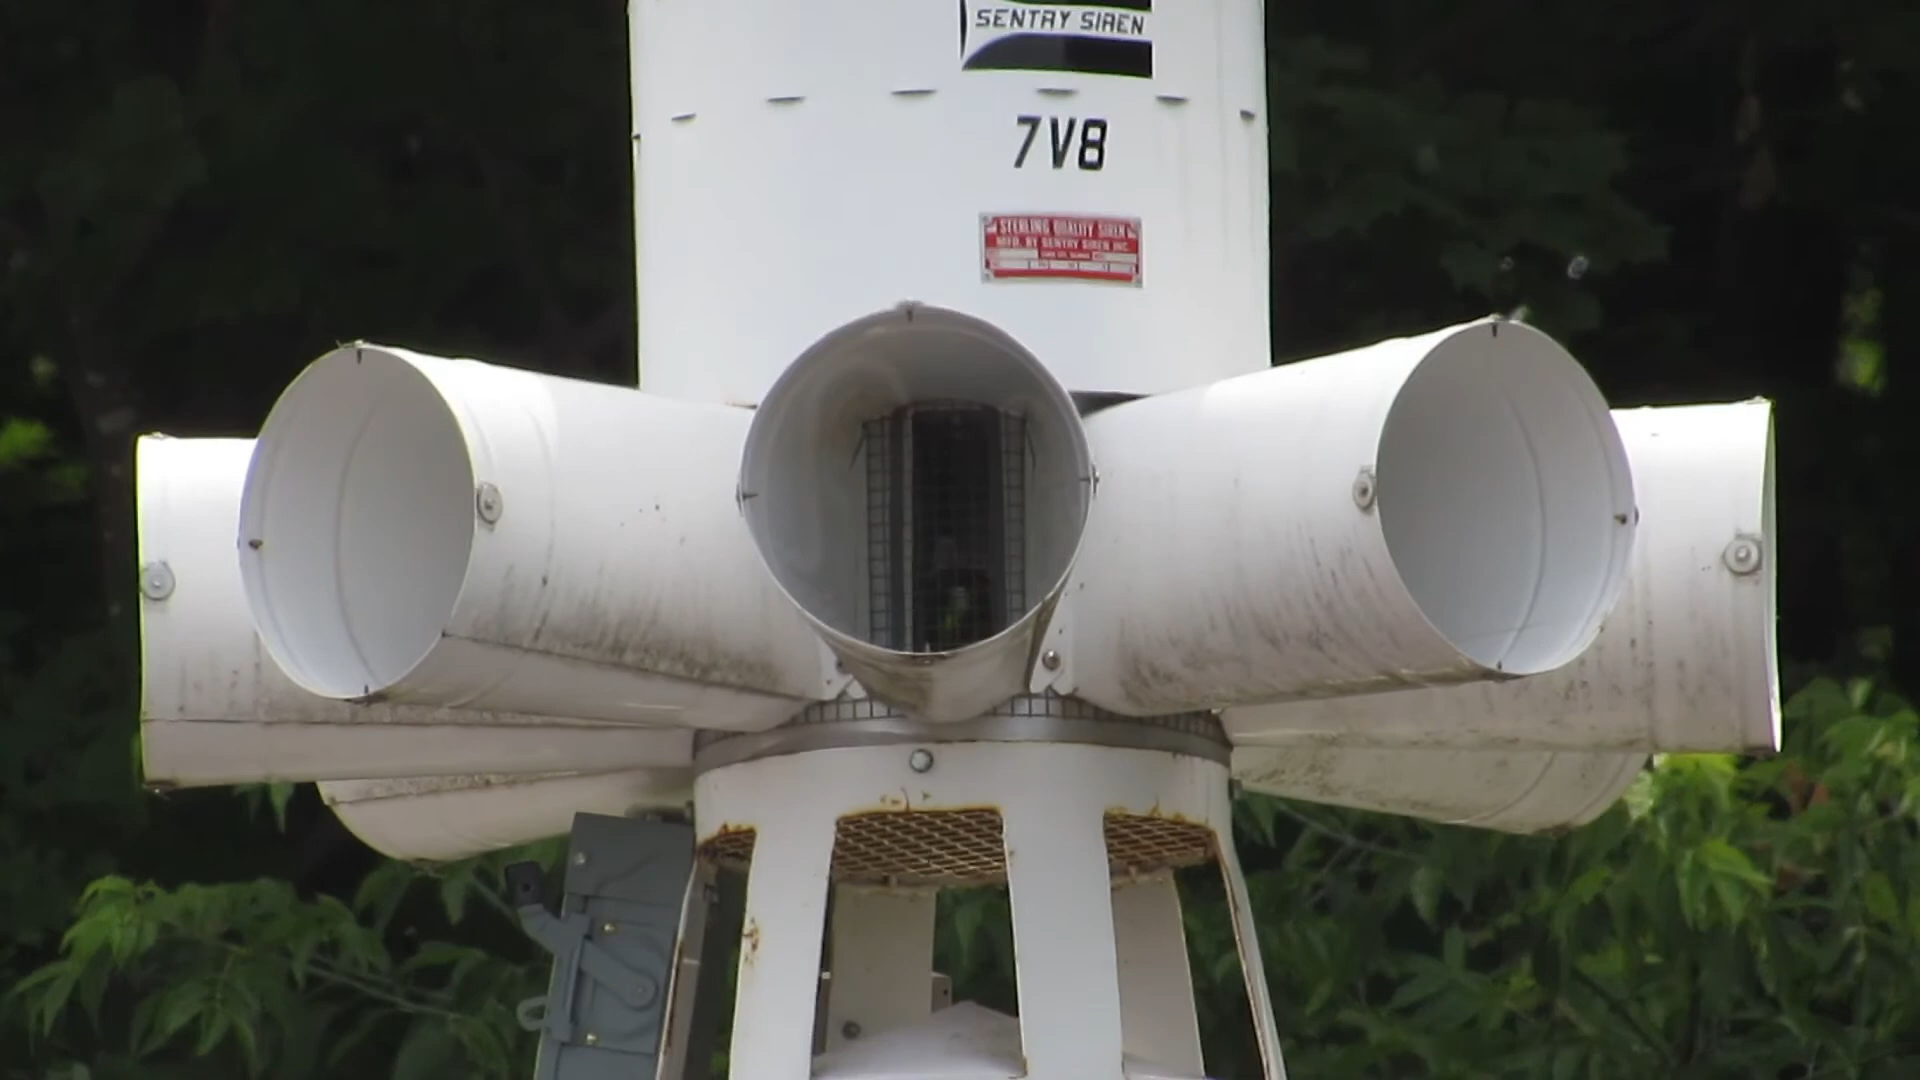 SENTRY SIREN
7V8
STERLING QUALITY SIREN
MFD. BY SENTRY SIREN INC.